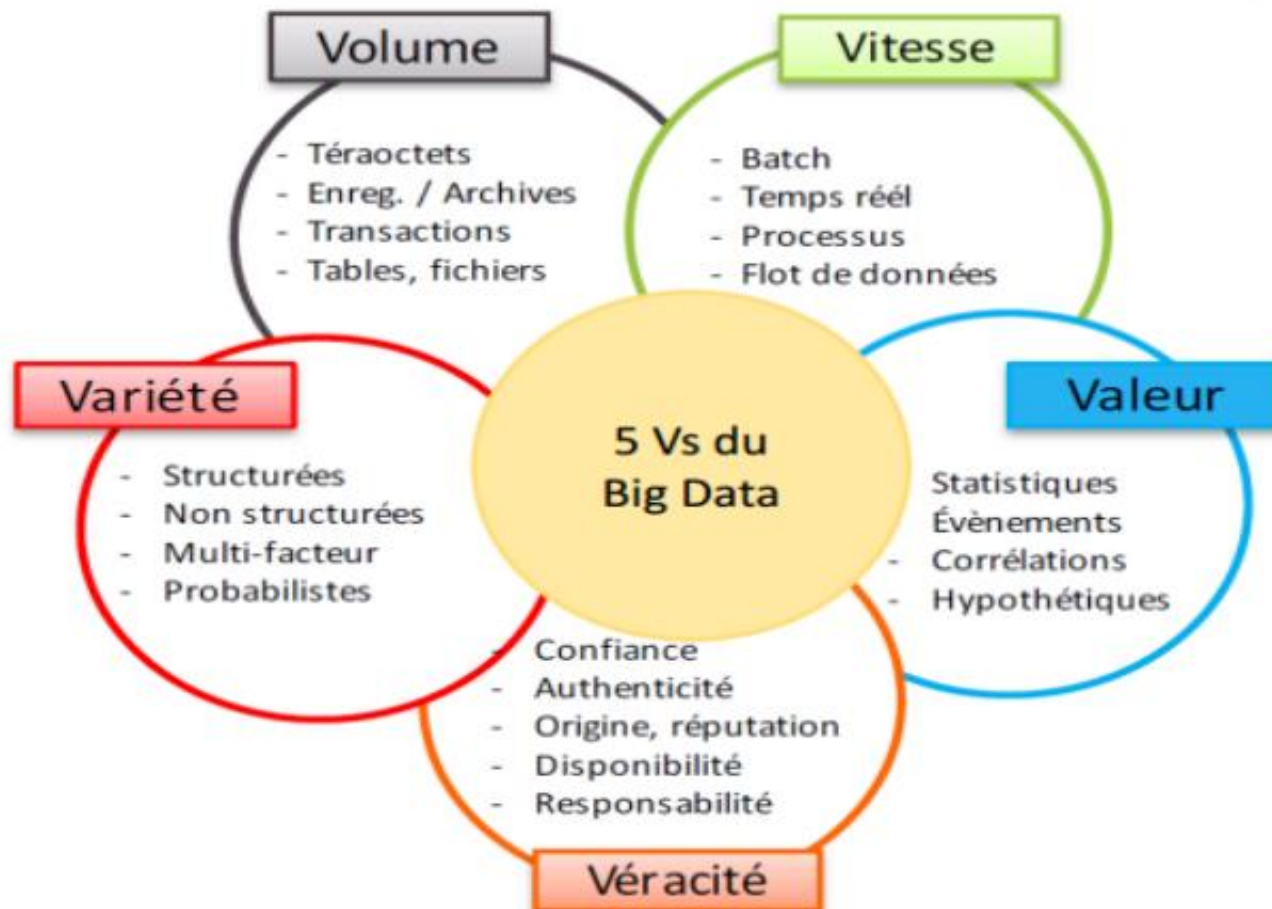 Volume
- Téraoctets
- Enreg. / Archives
- Transactions
- Tables, fichiers
Vitesse
- Batch
- Temps réél
- Processus
- Flot de données
Variété
- Structurées
- Non structurées
- Multi-facteur
- Probabilistes
5 Vs du
Big Data
Valeur
Statistiques
Évènements
- Corrélations
- Hypothétiques
- Confiance
- Authenticité
- Origine, réputation
- Disponibilité
- Responsabilité
Véracité